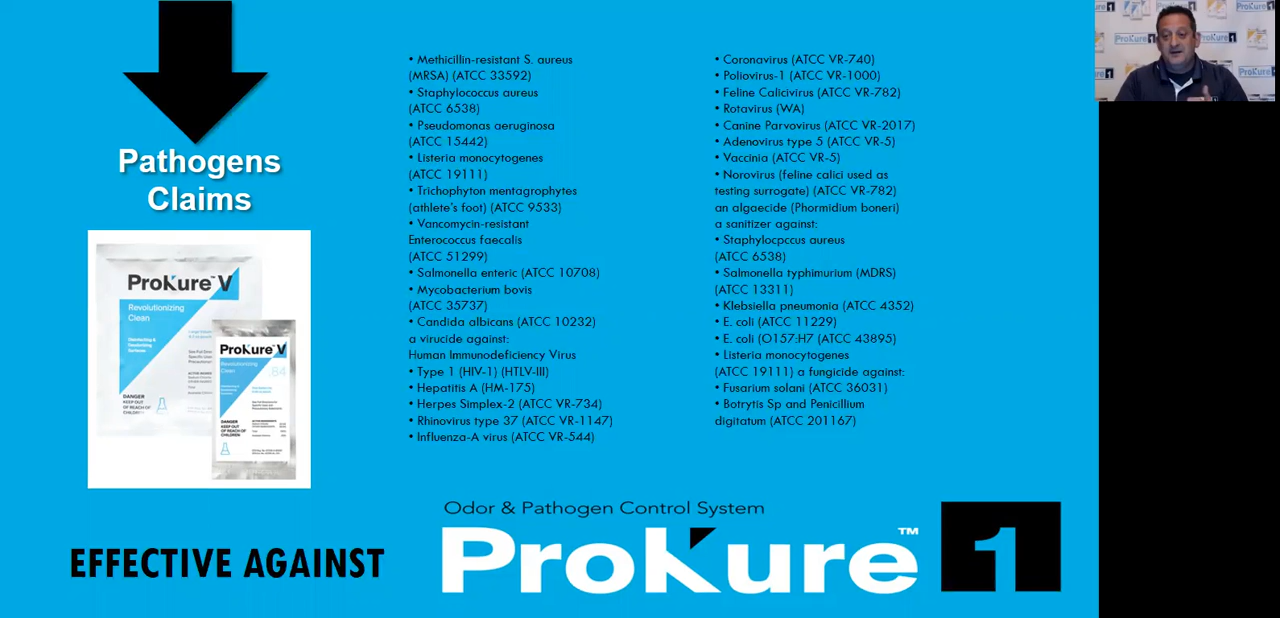 Pathogens
Claims
ProKure™ V
Revolutionizing
Clean
Disinfecting &
Deodorizing
DANGER
KEEP OUT
OF REACH OF
CHILDREN
ProKure™ V
Revolutionizing
Clean
DANGER
KEEP OUT
OF REACH OF
CHILDREN
EFFECTIVE AGAINST
• Methicillin-resistant S. aureus
(MRSA) (ATCC 33592)
• Staphylococcus aureus
(ATCC 6538)
• Pseudomonas aeruginosa
(ATCC 15442)
• Listeria monocytogenes
(ATCC 19111)
• Trichophyton mentagrophytes
(athlete's foot) (ATCC 9533)
• Vancomycin-resistant
Enterococcus faecalis
(ATCC 51299)
• Salmonella enteric (ATCC 10708)
• Mycobacterium bovis
(ATCC 35737)
• Candida albicans (ATCC 10232)
a virucide against:
Human Immunodeficiency Virus
• Type 1 (HIV-1) (HTLV-III)
• Hepatitis A (HM-175)
• Herpes Simplex-2 (ATCC VR-734)
• Rhinovirus type 37 (ATCC VR-1147)
• Influenza-A virus (ATCC VR-544)
• Coronavirus (ATCC VR-740)
• Poliovirus-1 (ATCC VR-1000)
• Feline Calicivirus (ATCC VR-782)
• Rotavirus (WA)
• Canine Parvovirus (ATCC VR-2017)
• Adenovirus type 5 (ATCC VR-5)
• Vaccinia (ATCC VR-5)
• Norovirus (feline calici used as
testing surrogate) (ATCC VR-782)
an algaecide (Phormidium boneri)
a sanitizer against:
• Staphylocpccus aureus
(ATCC 6538)
• Salmonella typhimurium (MDRS)
(ATCC 13311)
• Klebsiella pneumonia (ATCC 4352)
• E. coli (ATCC 11229)
• E. coli (O157:H7 (ATCC 43895)
• Listeria monocytogenes
(ATCC 19111) a fungicide against:
• Fusarium solani (ATCC 36031)
• Botrytis Sp and Penicillium
digitatum (ATCC 201167)
Odor & Pathogen Control System
ProKure™ 1
ProKure 1